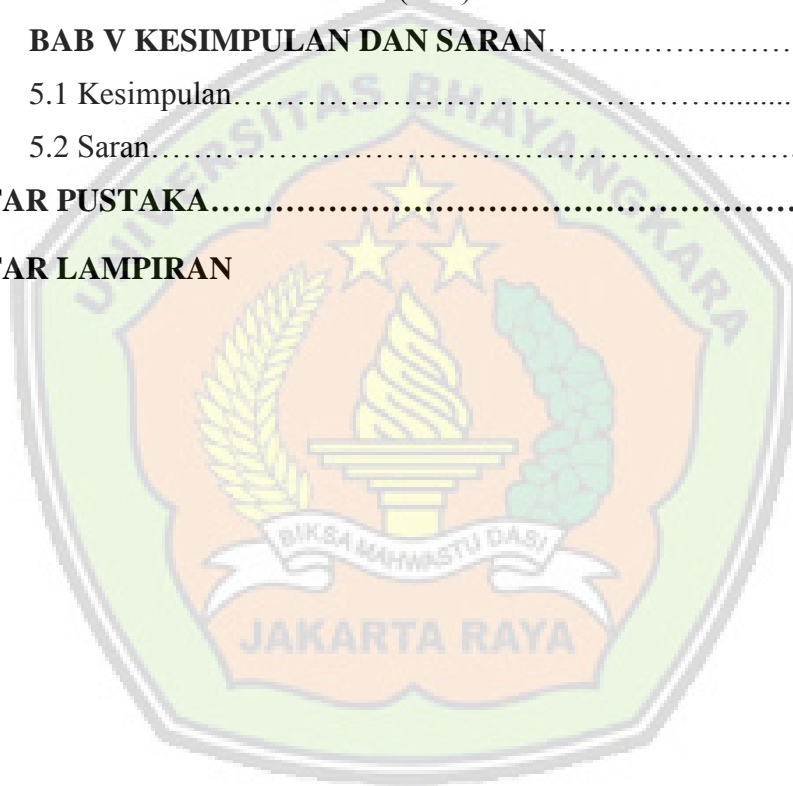 BAB V KESIMPULAN DAN SARAN……………………
5.1 Kesimpulan………………………………………...........
5.2 Saran……………………………………………………….
TAR PUSTAKA…………………………………………………
TAR LAMPIRAN
UNIVERSITAS BHAYANGKARA
BIKSA MAHWASTU DASI
JAKARTA RAYA